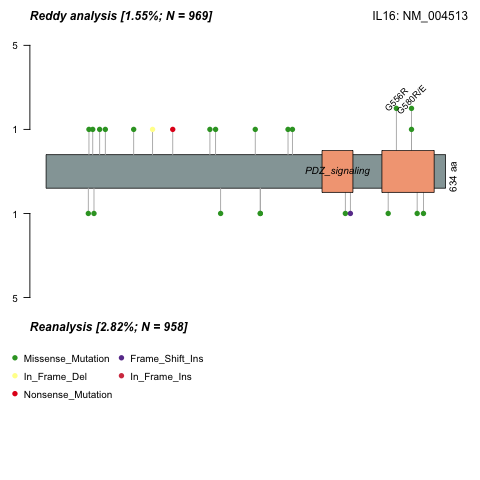 Reddy analysis [1.55%; N = 969]
IL16: NM_004513
5
G556R
G580R/E
1
PDZ_signaling
634 aa
1
5
Reanalysis [2.82%; N = 958]
Missense_Mutation
Frame_Shift_Ins
In_Frame_Del
In_Frame_Ins
Nonsense_Mutation